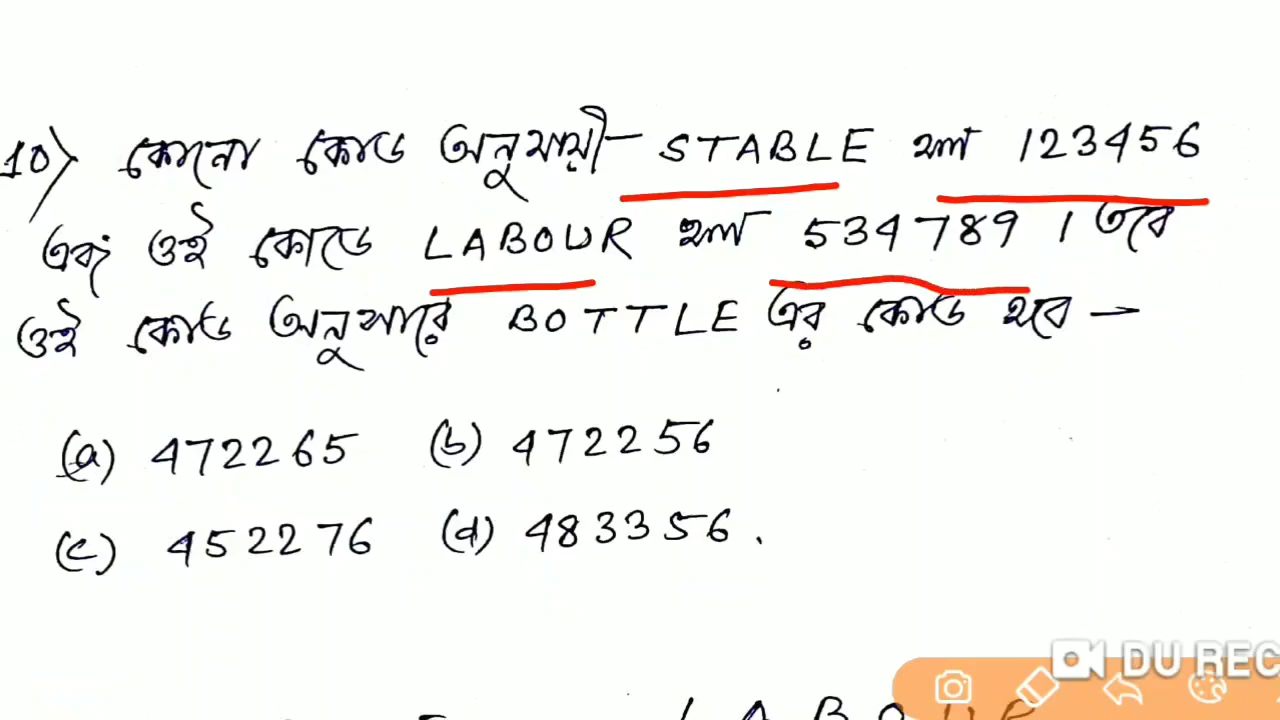 10) কোনো কোড অনুযায়ী STABLE হল 123456
এবং ওই কোডে LABOUR হল 534789 । তবে
ওই কোড অনুসারে BOTTLE এর কোড হবে —
(a) 472265 (b) 472256
(c) 452276 (d) 483356 .
DU REC
LABOUR